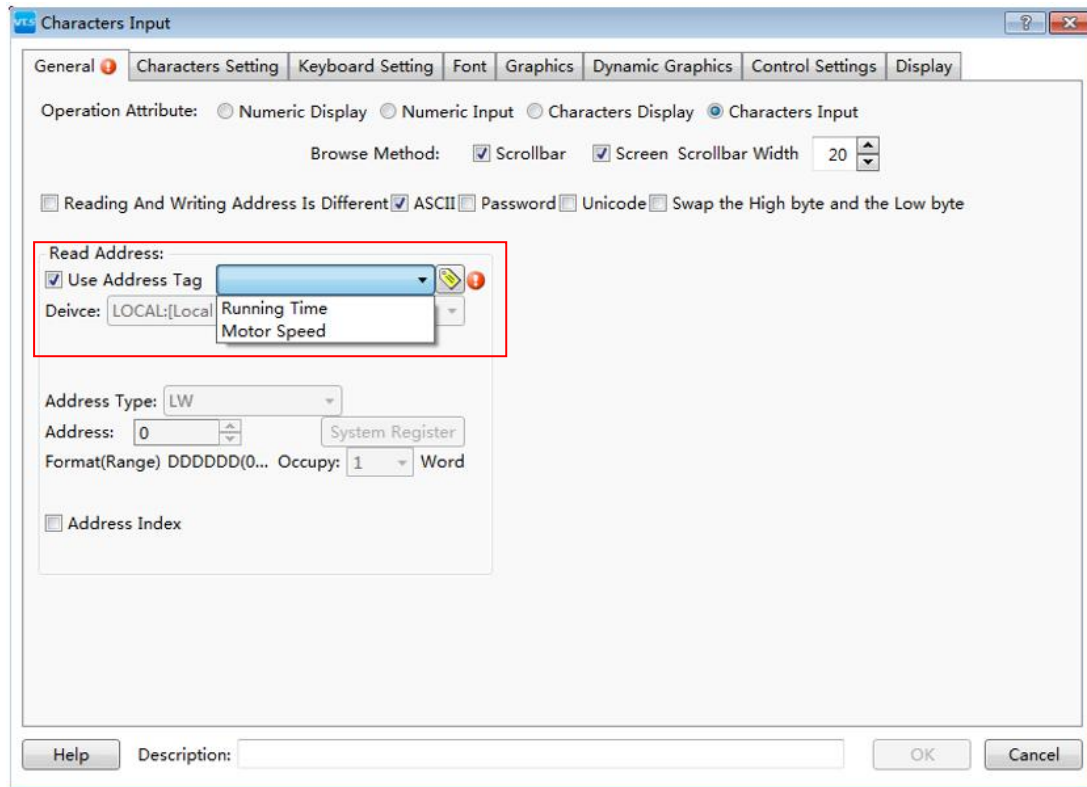 VT.S Characters Input ?
General Characters Setting Keyboard Setting Font Graphics Dynamic Graphics Control Settings Display
Operation Attribute: Numeric Display Numeric Input Characters Display Characters Input
Browse Method: Scrollbar Screen Scrollbar Width 20
Reading And Writing Address Is Different ASCII Password Unicode Swap the High byte and the Low byte
Read Address:
Use Address Tag
Deivce: LOCAL:[Local
Running Time
Motor Speed
Address Type: LW
Address: 0 System Register
Format(Range) DDDDDD(0... Occupy: 1 Word
Address Index
Help Description: OK Cancel